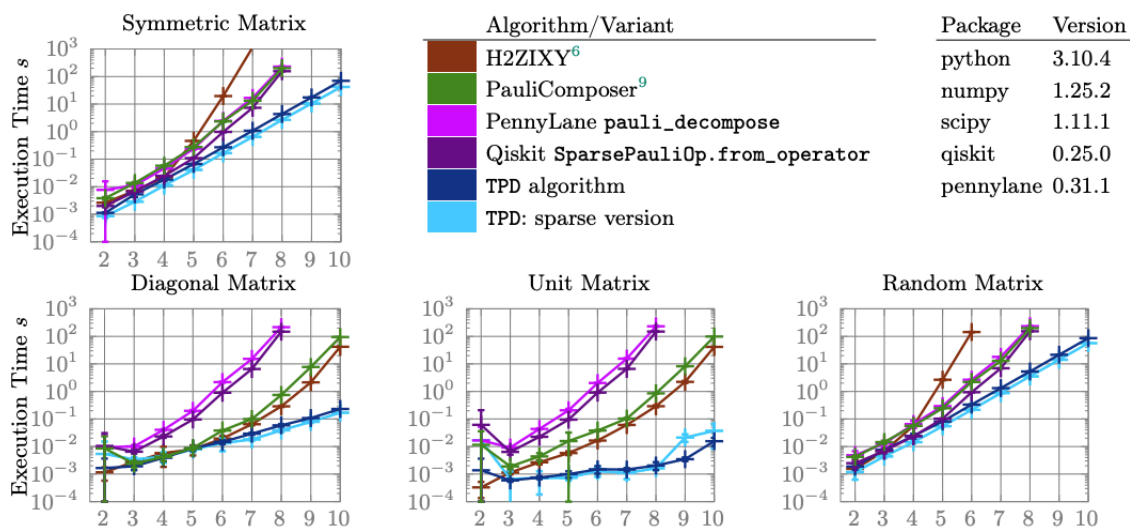 Symmetric Matrix
Execution Time s
10^3
10^2
10^1
10^0
10^−1
10^−2
10^−3
10^−4
2 3 4 5 6 7 8 9 10
Algorithm/Variant
H2ZIXY^6
PauliComposer^9
PennyLane pauli_decompose
Qiskit SparsePauliOp.from_operator
TPD algorithm
TPD: sparse version
Package Version
python 3.10.4
numpy 1.25.2
scipy 1.11.1
qiskit 0.25.0
pennylane 0.31.1
Diagonal Matrix
Execution Time s
10^3
10^2
10^1
10^0
10^−1
10^−2
10^−3
10^−4
2 3 4 5 6 7 8 9 10
Unit Matrix
10^3
10^2
10^1
10^0
10^−1
10^−2
10^−3
10^−4
2 3 4 5 6 7 8 9 10
Random Matrix
10^3
10^2
10^1
10^0
10^−1
10^−2
10^−3
10^−4
2 3 4 5 6 7 8 9 10